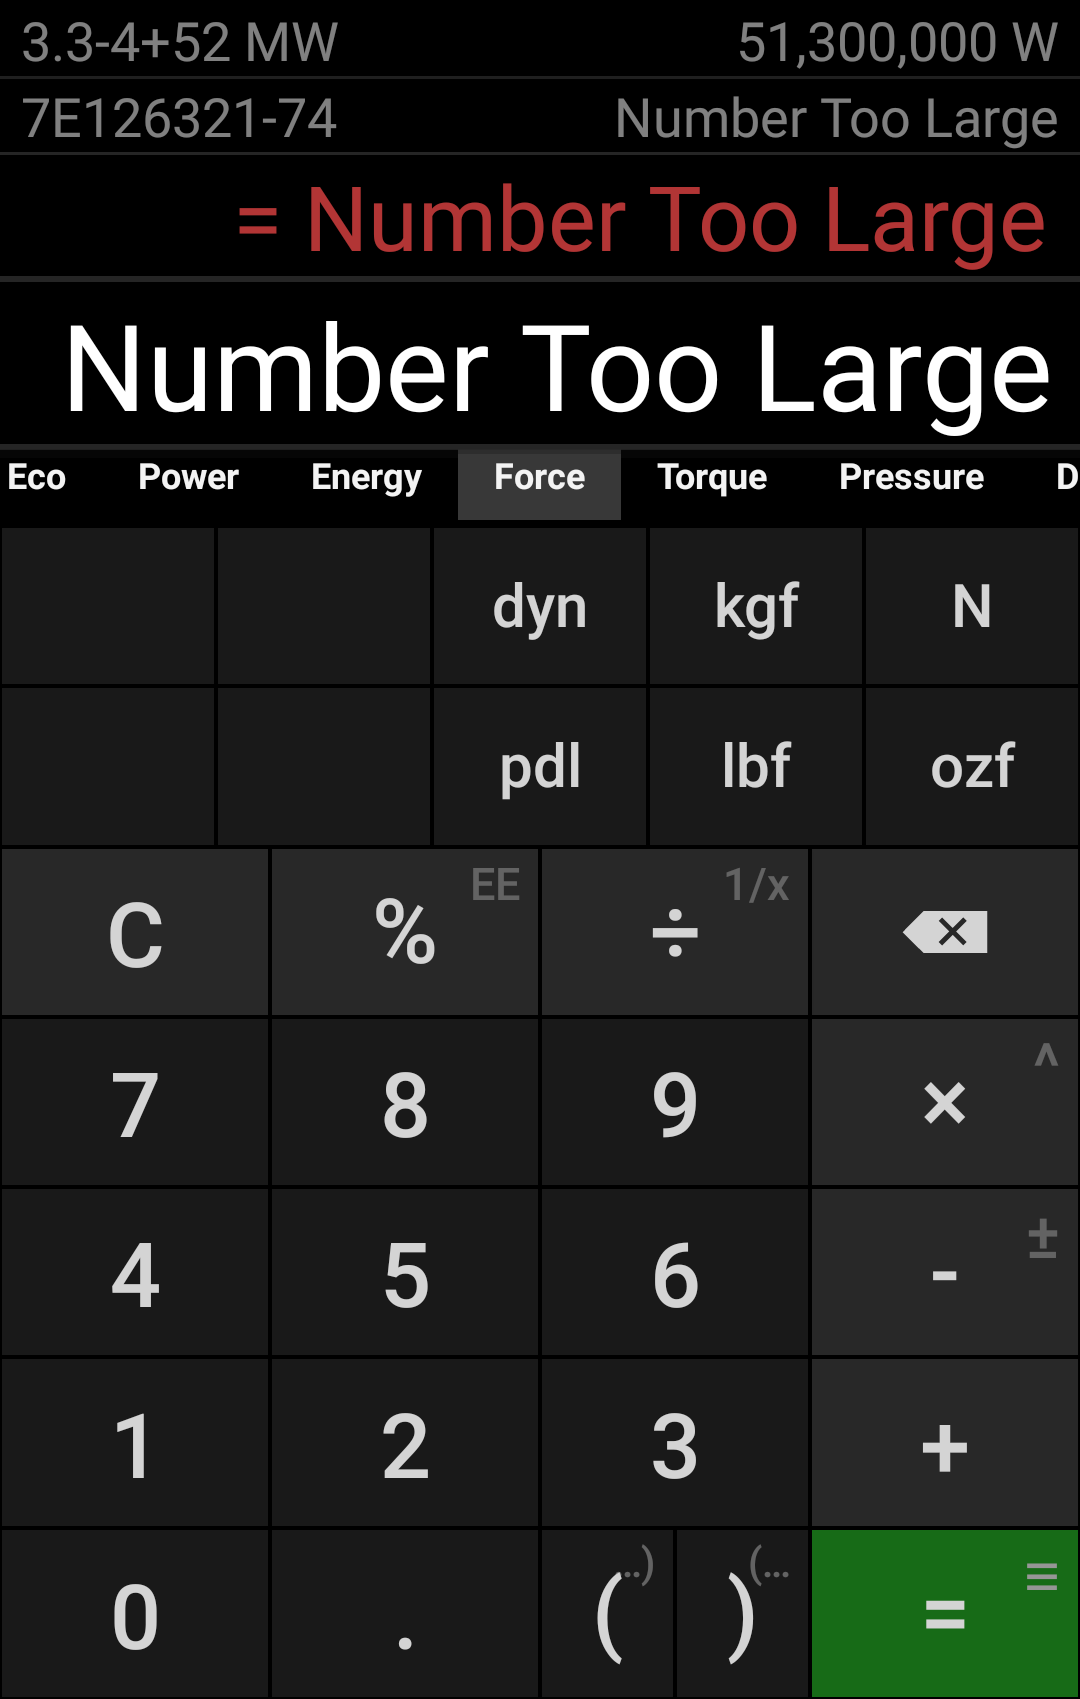 3.3-4+52 MW 51,300,000 W
7E126321-74 Number Too Large
= Number Too Large
Number Too Large
Eco Power Energy Force Torque Pressure D
dyn kgf N
pdl lbf ozf
C % EE ÷ 1/x
7 8 9 × ^
4 5 6 - ±
1 2 3 + 
0 . ( ..) ) (... = ≡